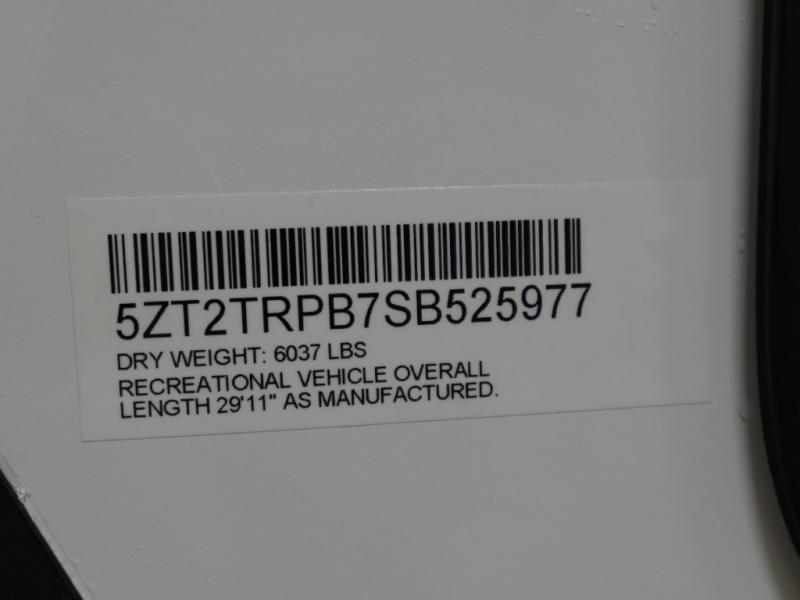 5ZT2TRPB7SB525977
DRY WEIGHT: 6037 LBS
RECREATIONAL VEHICLE OVERALL
LENGTH 29'11" AS MANUFACTURED.